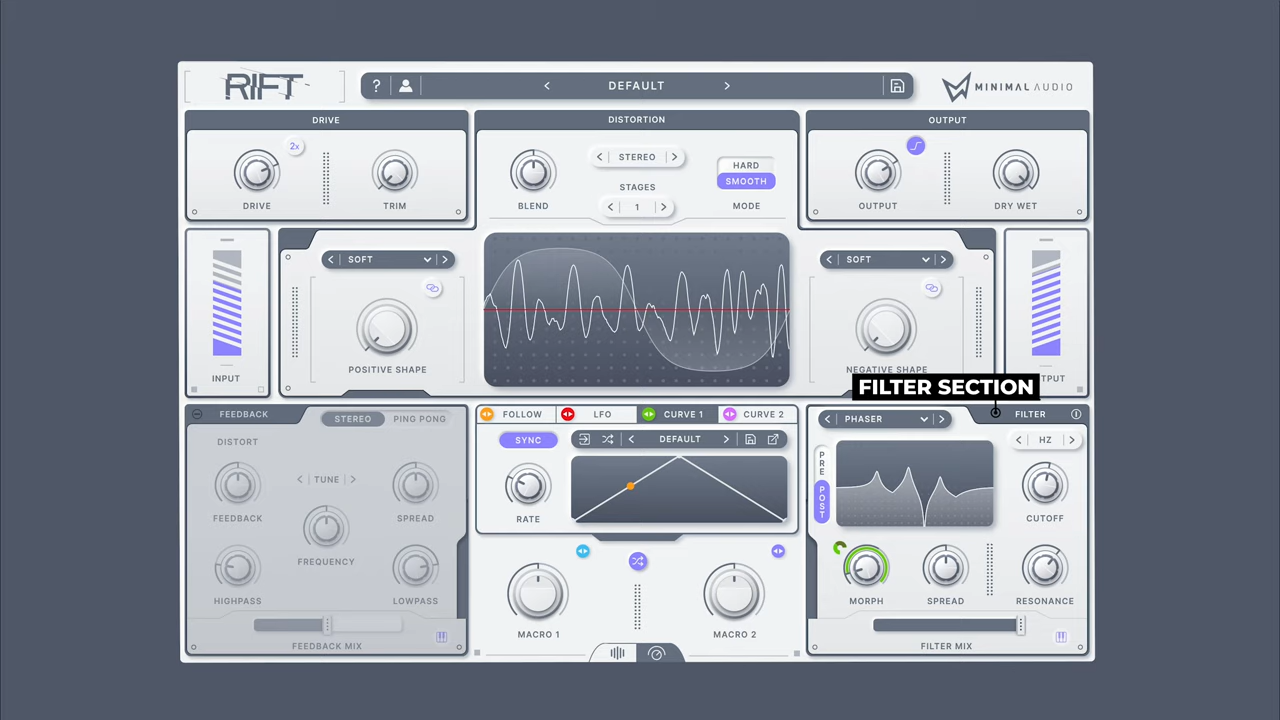 RIFT
?
DEFAULT
MINIMAL AUDIO
DRIVE
DISTORTION
OUTPUT
2x
STEREO
HARD
SMOOTH
STAGES
1
DRIVE
TRIM
BLEND
MODE
OUTPUT
DRY WET
SOFT
SOFT
POSITIVE SHAPE
NEGATIVE SHAPE
INPUT
FILTER SECTION
FEEDBACK
STEREO
PING PONG
FOLLOW
LFO
CURVE 1
CURVE 2
PHASER
FILTER
DISTORT
SYNC
DEFAULT
HZ
PRE
POST
TUNE
FEEDBACK
SPREAD
RATE
CUTOFF
FREQUENCY
HIGHPASS
LOWPASS
MORPH
SPREAD
RESONANCE
MACRO 1
MACRO 2
FEEDBACK MIX
FILTER MIX